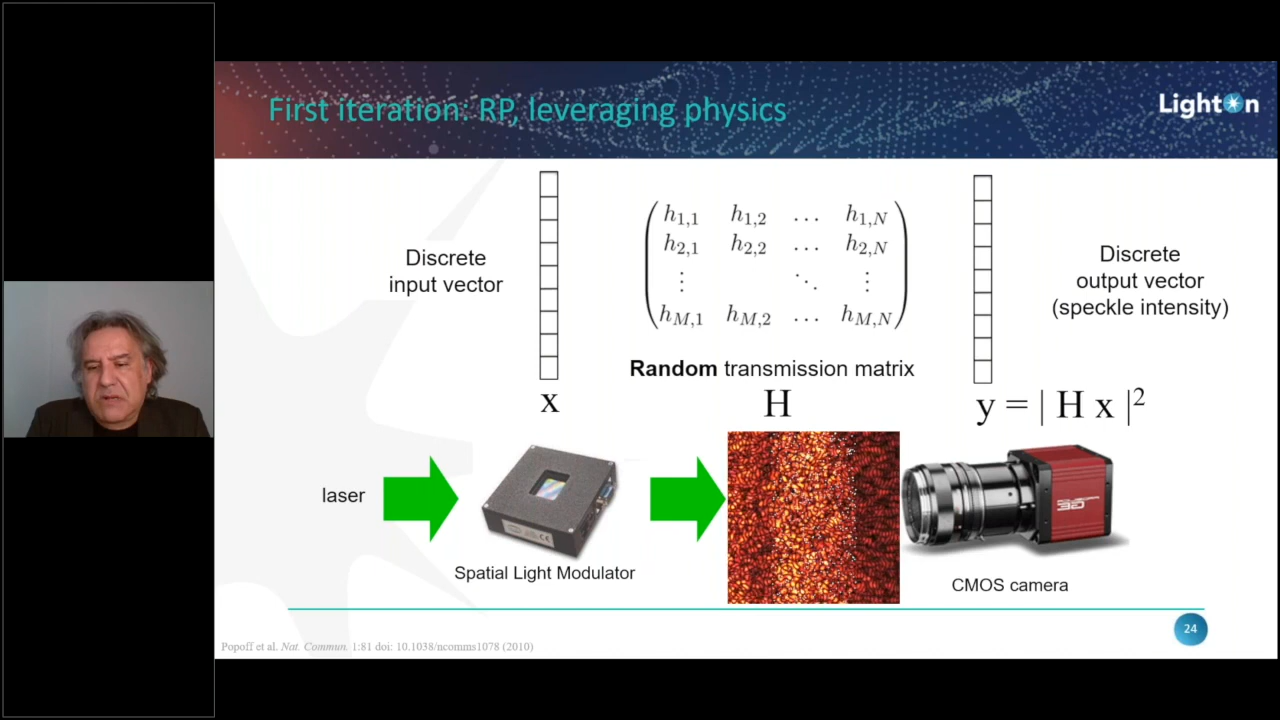 First iteration: RP, leveraging physics
LightOn
Discrete
input vector
x
h1,1 h1,2 ... h1,N
h2,1 h2,2 ... h2,N
⋮ ⋱ ⋮
hM,1 hM,2 ... hM,N
Random transmission matrix
H
Discrete
output vector
(speckle intensity)
y = | H x |²
laser
Spatial Light Modulator
CMOS camera
24
Popoff et al. Nat. Commun. 1:81 doi: 10.1038/ncomms1078 (2010)